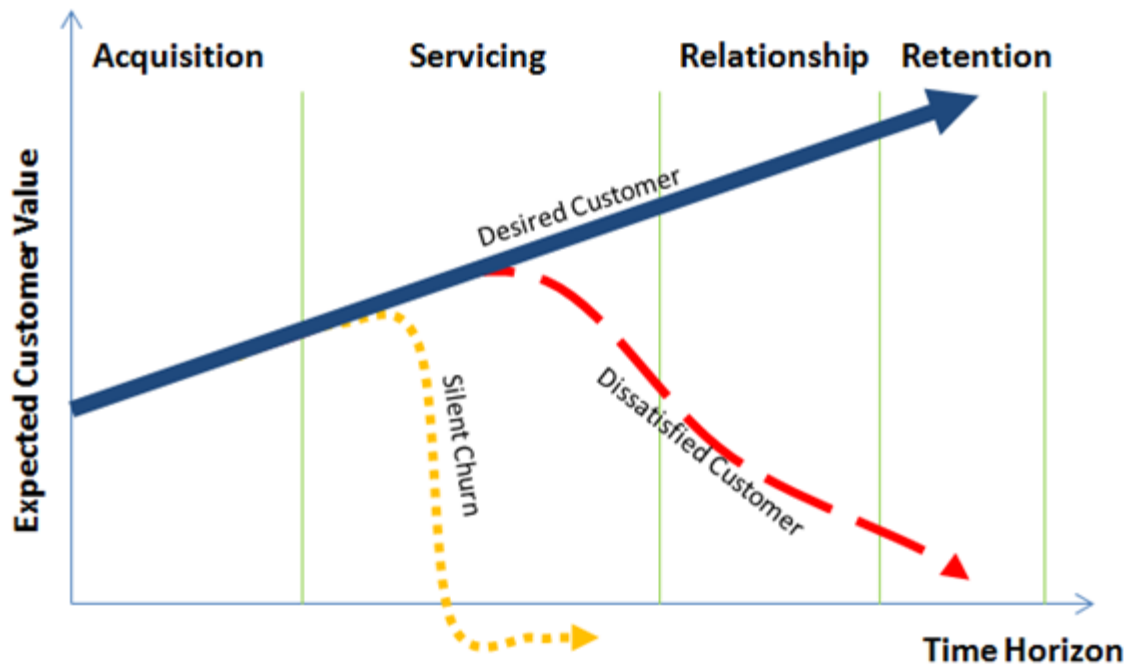 Acquisition
Servicing
Relationship
Retention
Expected Customer Value
Desired Customer
Silent Churn
Dissatisfied Customer
Time Horizon